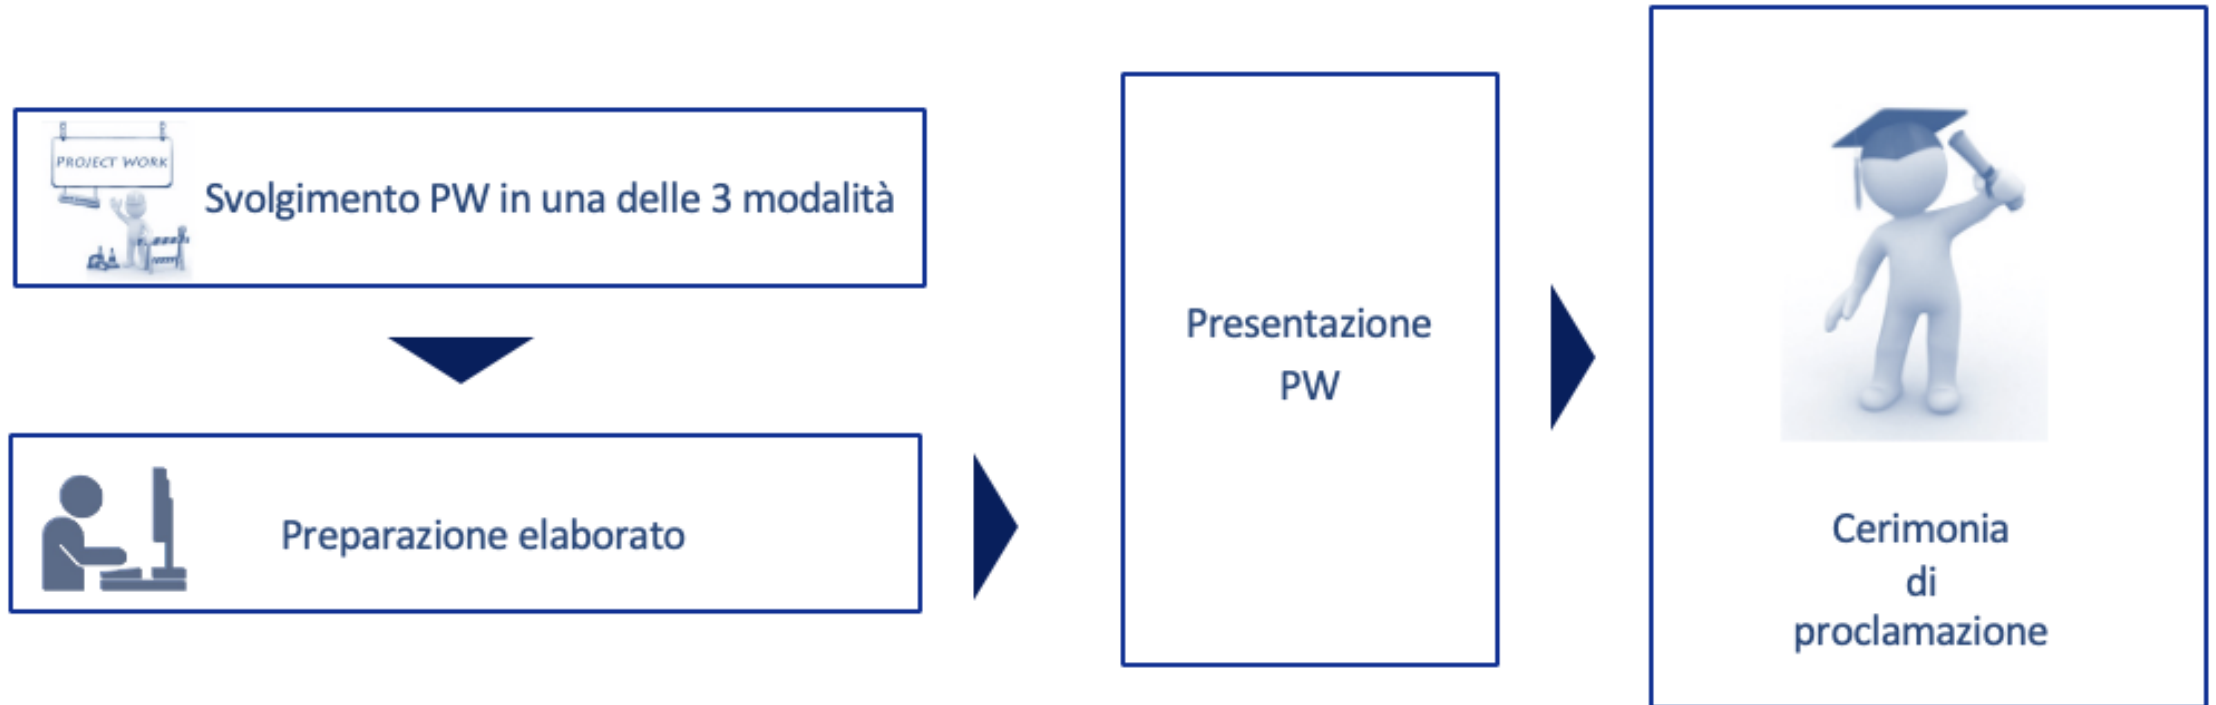 PROJECT WORK
Svolgimento PW in una delle 3 modalità
Preparazione elaborato
Presentazione
PW
Cerimonia
di
proclamazione